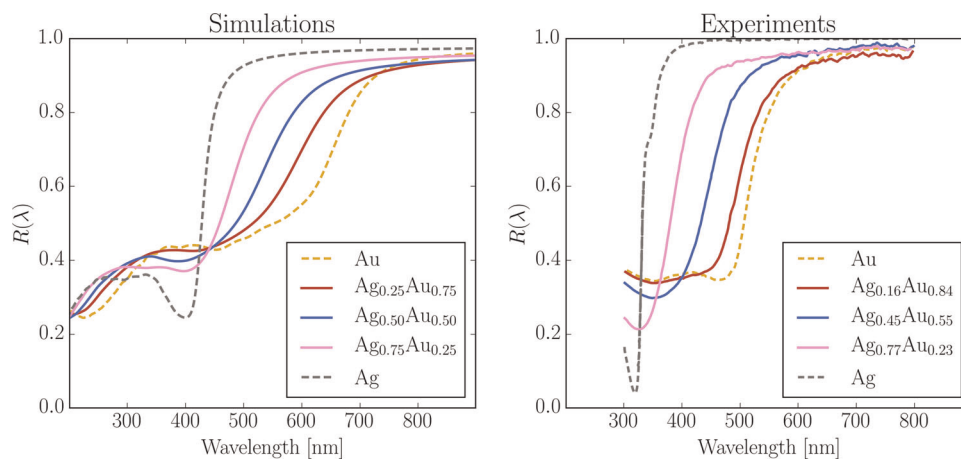 Simulations
1.0
0.8
0.6
0.4
0.2
0.0
R(λ)
300 400 500 600 700 800
Wavelength [nm]
Au
Ag0.25Au0.75
Ag0.50Au0.50
Ag0.75Au0.25
Ag
Experiments
1.0
0.8
0.6
0.4
0.2
0.0
R(λ)
300 400 500 600 700 800
Wavelength [nm]
Au
Ag0.16Au0.84
Ag0.45Au0.55
Ag0.77Au0.23
Ag